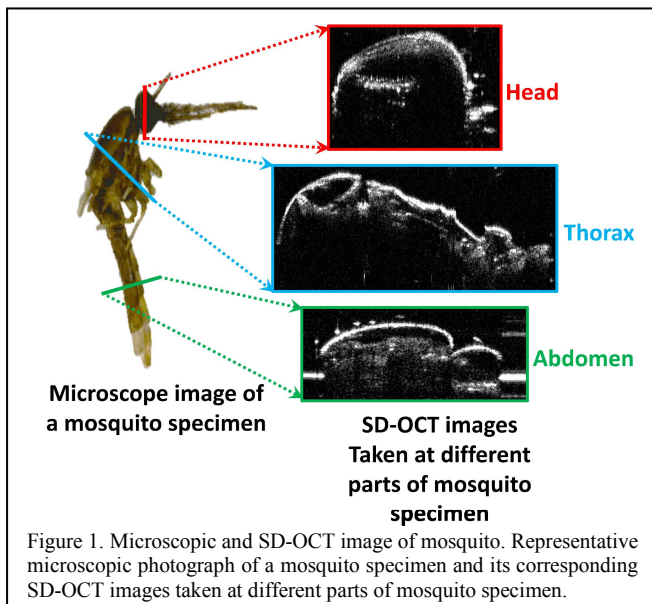 Head
Thorax
Abdomen
Microscope image of
a mosquito specimen
SD-OCT images
Taken at different
parts of mosquito
specimen
Figure 1. Microscopic and SD-OCT image of mosquito. Representative
microscopic photograph of a mosquito specimen and its corresponding
SD-OCT images taken at different parts of mosquito specimen.